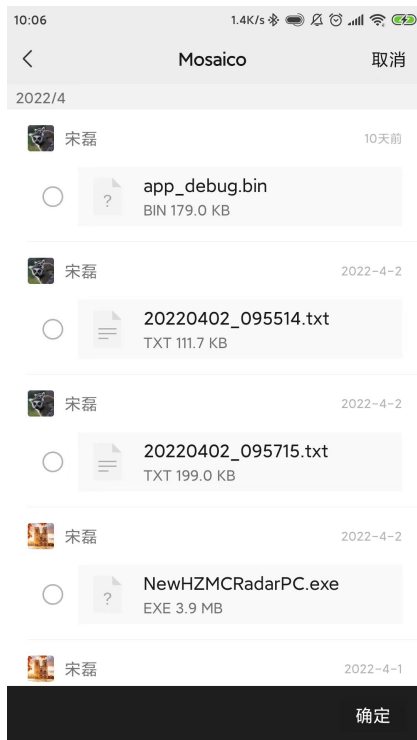 10:06 1.4K/s
Mosaico 取消
2022/4
宋磊 10天前
app_debug.bin
BIN 179.0 KB
宋磊 2022-4-2
20220402_095514.txt
TXT 111.7 KB
宋磊 2022-4-2
20220402_095715.txt
TXT 199.0 KB
宋磊 2022-4-2
NewHZMCRadarPC.exe
EXE 3.9 MB
宋磊 2022-4-1
确定